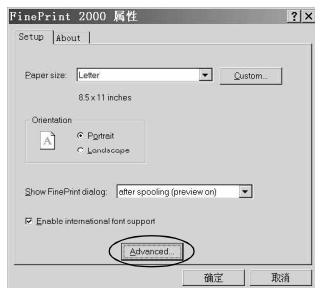 FinePrint 2000 属性
Setup About
Paper size: Letter Custom...
8.5 x 11 inches
Orientation
A Portrait
Landscape
Show FinePrint dialog: after spooling (preview on)
Enable international font support
Advanced...
确定 取消